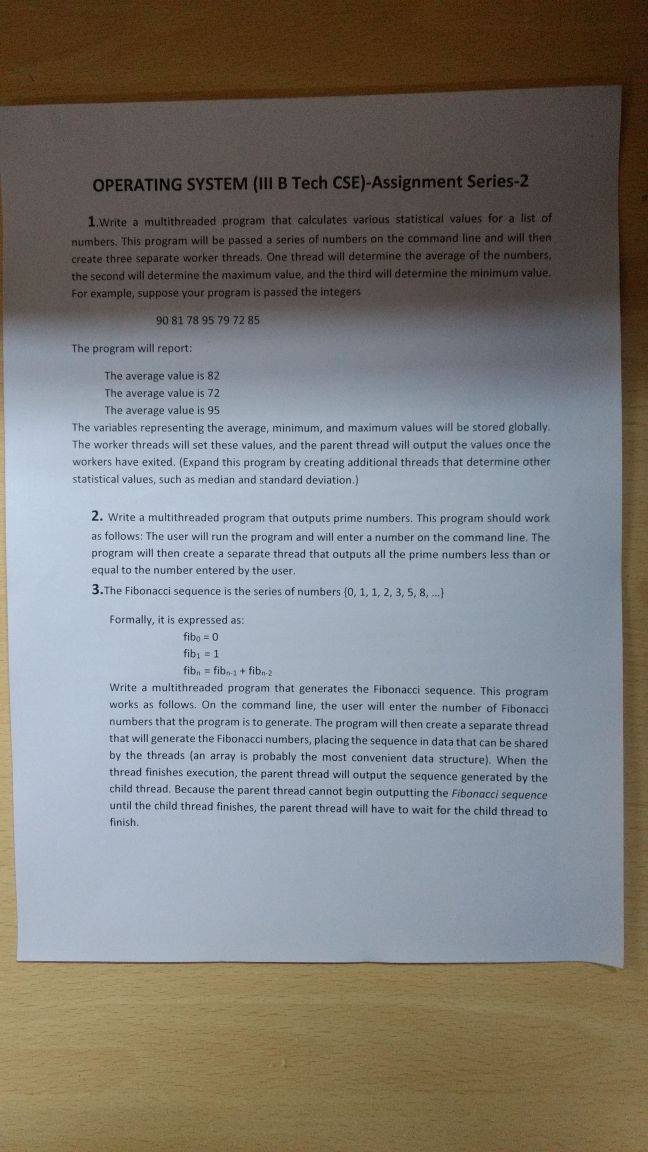 OPERATING SYSTEM (III B Tech CSE)-Assignment Series-2
1.Write a multithreaded program that calculates various statistical values for a list of
numbers. This program will be passed a series of numbers on the command line and will then
create three separate worker threads. One thread will determine the average of the numbers,
the second will determine the maximum value, and the third will determine the minimum value.
For example, suppose your program is passed the integers
90 81 78 95 79 72 85
The program will report:
The average value is 82
The average value is 72
The average value is 95
The variables representing the average, minimum, and maximum values will be stored globally.
The worker threads will set these values, and the parent thread will output the values once the
workers have exited. (Expand this program by creating additional threads that determine other
statistical values, such as median and standard deviation.)
2. Write a multithreaded program that outputs prime numbers. This program should work
as follows: The user will run the program and will enter a number on the command line. The
program will then create a separate thread that outputs all the prime numbers less than or
equal to the number entered by the user.
3.The Fibonacci sequence is the series of numbers {0, 1, 1, 2, 3, 5, 8, ...}
Formally, it is expressed as:
fib₀ = 0
fib₁ = 1
fibₙ = fibₙ₋₁ + fibₙ₋₂
Write a multithreaded program that generates the Fibonacci sequence. This program
works as follows. On the command line, the user will enter the number of Fibonacci
numbers that the program is to generate. The program will then create a separate thread
that will generate the Fibonacci numbers, placing the sequence in data that can be shared
by the threads (an array is probably the most convenient data structure). When the
thread finishes execution, the parent thread will output the sequence generated by the
child thread. Because the parent thread cannot begin outputting the Fibonacci sequence
until the child thread finishes, the parent thread will have to wait for the child thread to
finish.